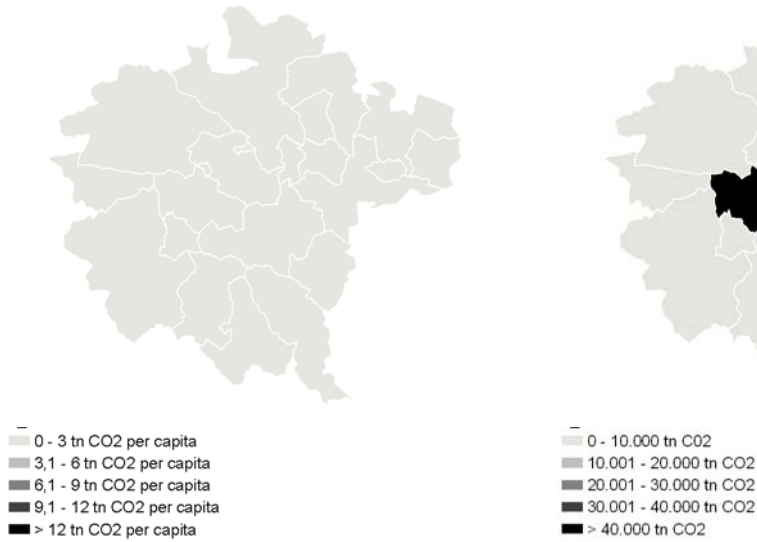 0 - 3 tn CO2 per capita
3,1 - 6 tn CO2 per capita
6,1 - 9 tn CO2 per capita
9,1 - 12 tn CO2 per capita
> 12 tn CO2 per capita
0 - 10.000 tn C02
10.001 - 20.000 tn CO2
20.001 - 30.000 tn CO2
30.001 - 40.000 tn CO2
> 40.000 tn CO2